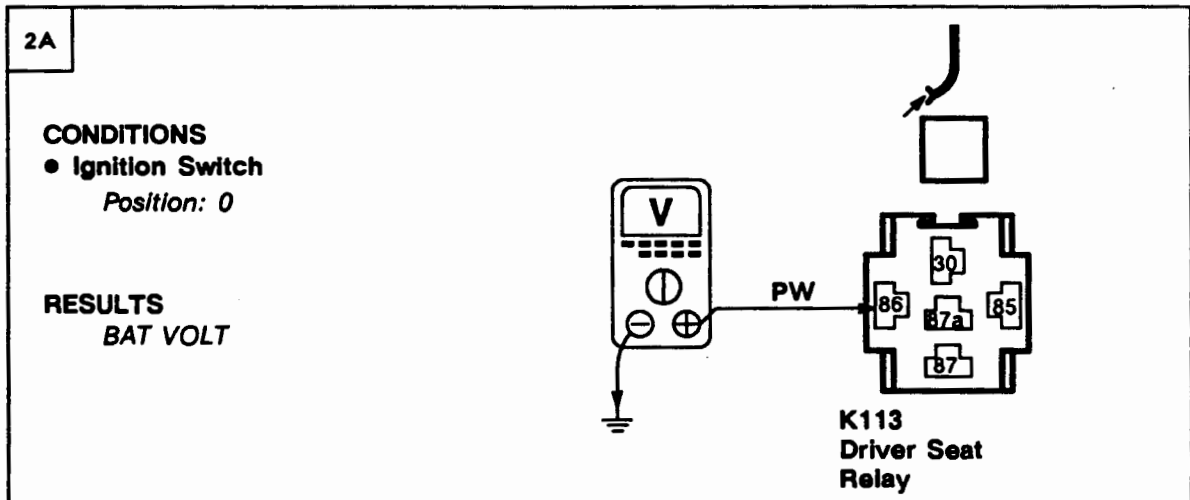 2A
CONDITIONS
● Ignition Switch
Position: 0
RESULTS
BAT VOLT
V
PW
30
86
87a
85
87
K113
Driver Seat
Relay